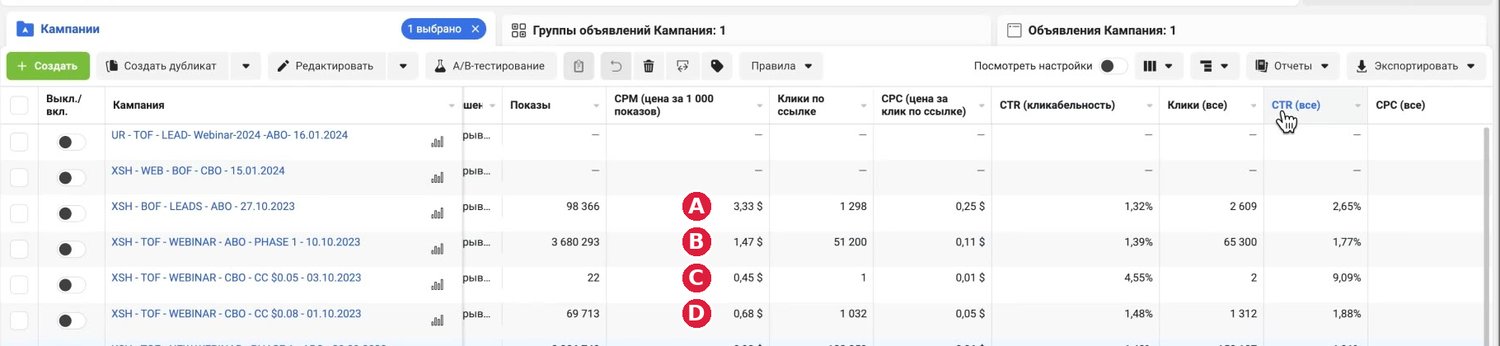 Кампании
1 выбрано
Группы объявлений Кампания: 1
Объявления Кампания: 1
+ Создать
Создать дубликат
Редактировать
A/B-тестирование
Правила
Посмотреть настройки
Отчеты
Экспортировать
Выкл./
вкл.
Кампания
шен
Показы
CPM (цена за 1 000
показов)
Клики по
ссылке
CPC (цена за
клик по ссылке)
CTR (кликабельность)
Клики (все)
CTR (все)
CPC (все)
UR - TOF - LEAD- Webinar-2024 -ABO- 16.01.2024
рыв... — — — — — — —
XSH - WEB - BOF - CBO - 15.01.2024
рыв... — — — — — — —
XSH - BOF - LEADS - ABO - 27.10.2023
рыв... 98 366 A 3,33 $ 1 298 0,25 $ 1,32% 2 609 2,65%
XSH - TOF - WEBINAR - ABO - PHASE 1 - 10.10.2023
рыв... 3 680 293 B 1,47 $ 51 200 0,11 $ 1,39% 65 300 1,77%
XSH - TOF - WEBINAR - CBO - CC $0.05 - 03.10.2023
рыв... 22 C 0,45 $ 1 0,01 $ 4,55% 2 9,09%
XSH - TOF - WEBINAR - CBO - CC $0.08 - 01.10.2023
рыв... 69 713 D 0,68 $ 1 032 0,05 $ 1,48% 1 312 1,88%